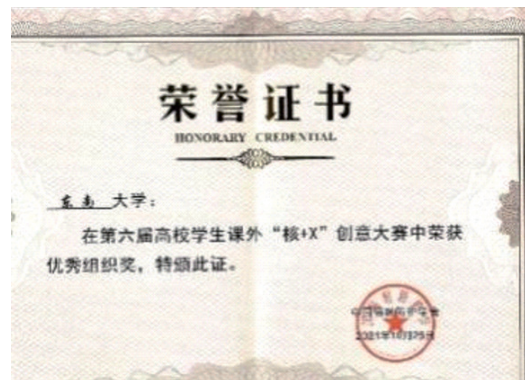 荣誉证书
HONORARY CREDENTIAL
东南 大学：
在第六届高校学生课外“核+X”创意大赛中荣获
优秀组织奖，特颁此证。